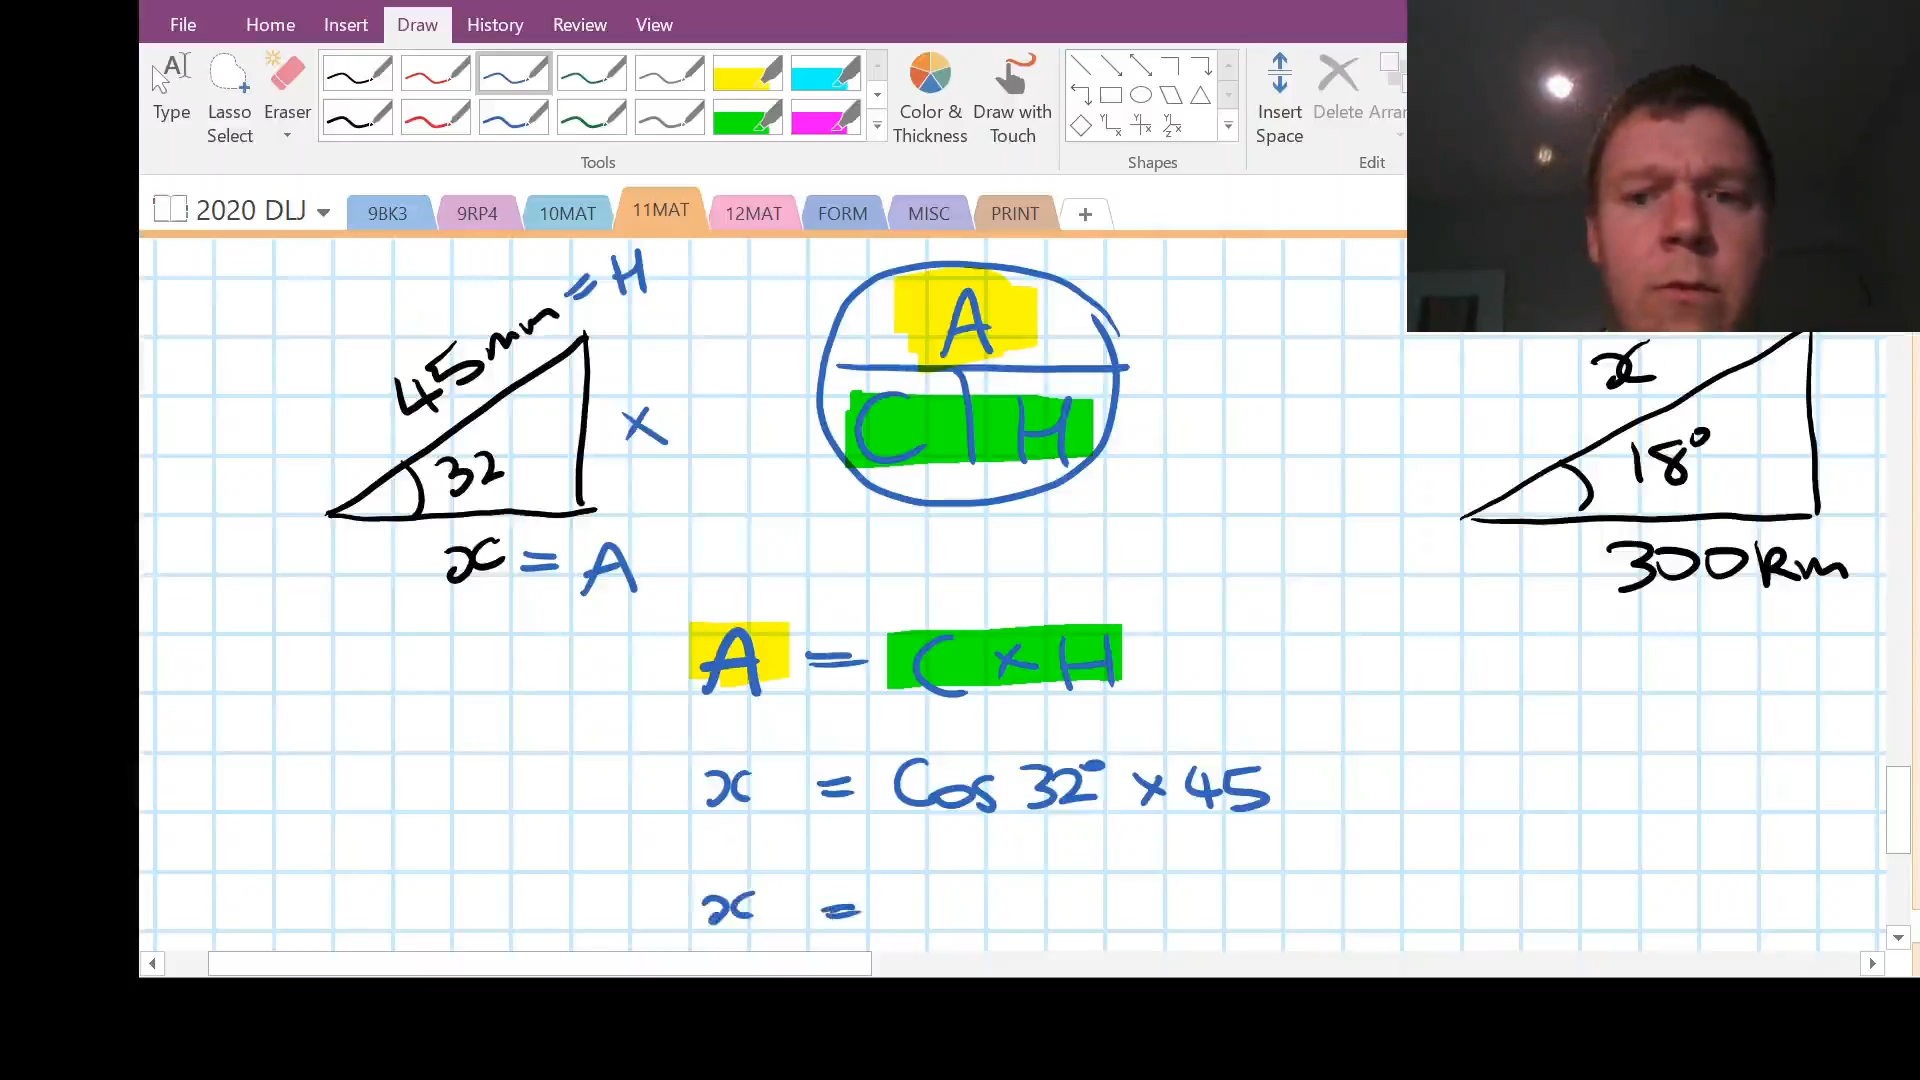 File Home Insert Draw History Review View
Type Lasso Select Eraser
Color & Thickness
Draw with Touch
Insert Space
Delete Arran
Tools Shapes Edit
2020 DLJ 9BK3 9RP4 10MAT 11MAT 12MAT FORM MISC PRINT +
45mm = H
32
x
x = A
A
C H
x
18°
300km
A = C × H
x = Cos 32° × 45
x =